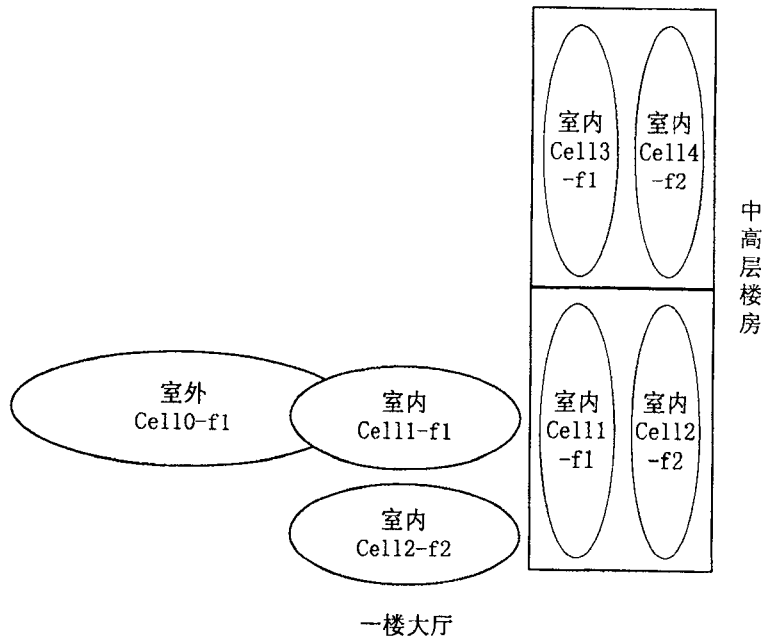 室内
Cell3
-f1
室内
Cell4
-f2
中高层楼房
室外
Cell0-f1
室内
Cell1-f1
室内
Cell1
-f1
室内
Cell2
-f2
室内
Cell2-f2
一楼大厅